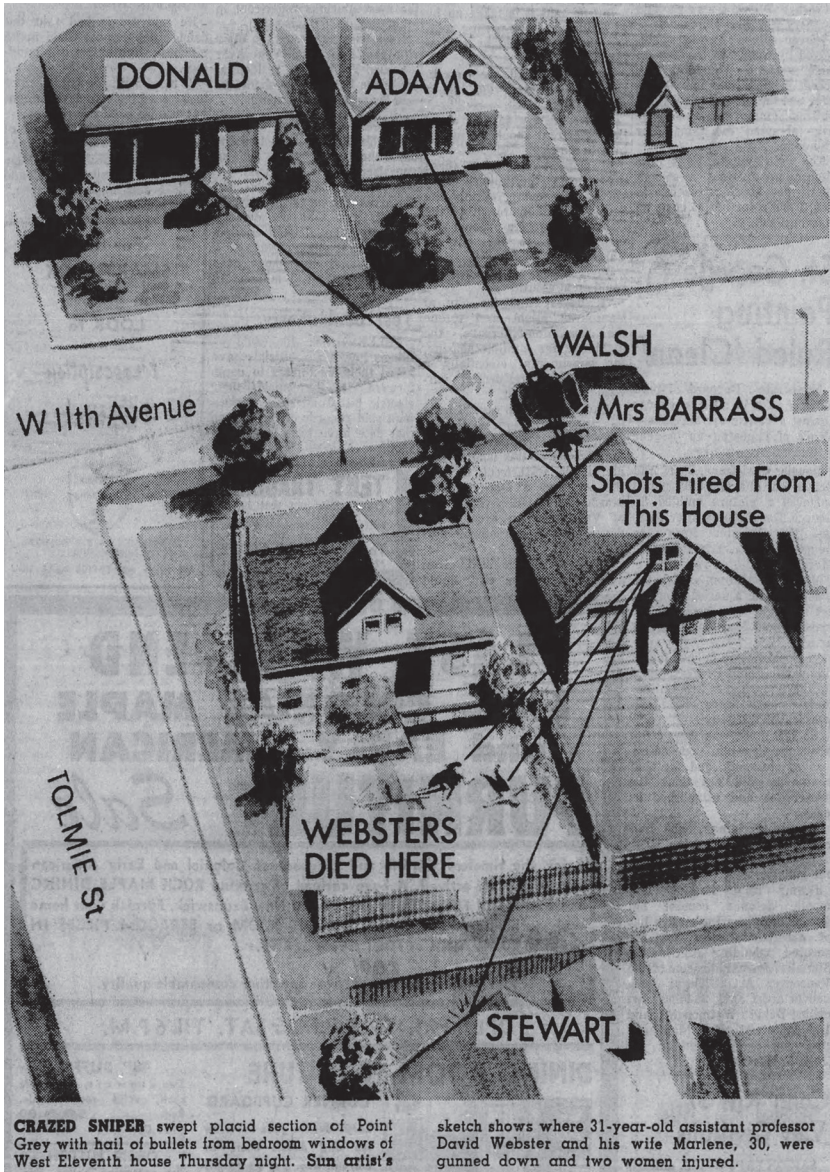 DONALD
ADAMS
WALSH
W 11th Avenue
Mrs BARRASS
Shots Fired From
This House
TOLMIE St.
WEBSTERS
DIED HERE
STEWART
CRAZED SNIPER swept placid section of Point
Grey with hail of bullets from bedroom windows of
West Eleventh house Thursday night. Sun artist's
sketch shows where 31-year-old assistant professor
David Webster and his wife Marlene, 30, were
gunned down and two women injured.